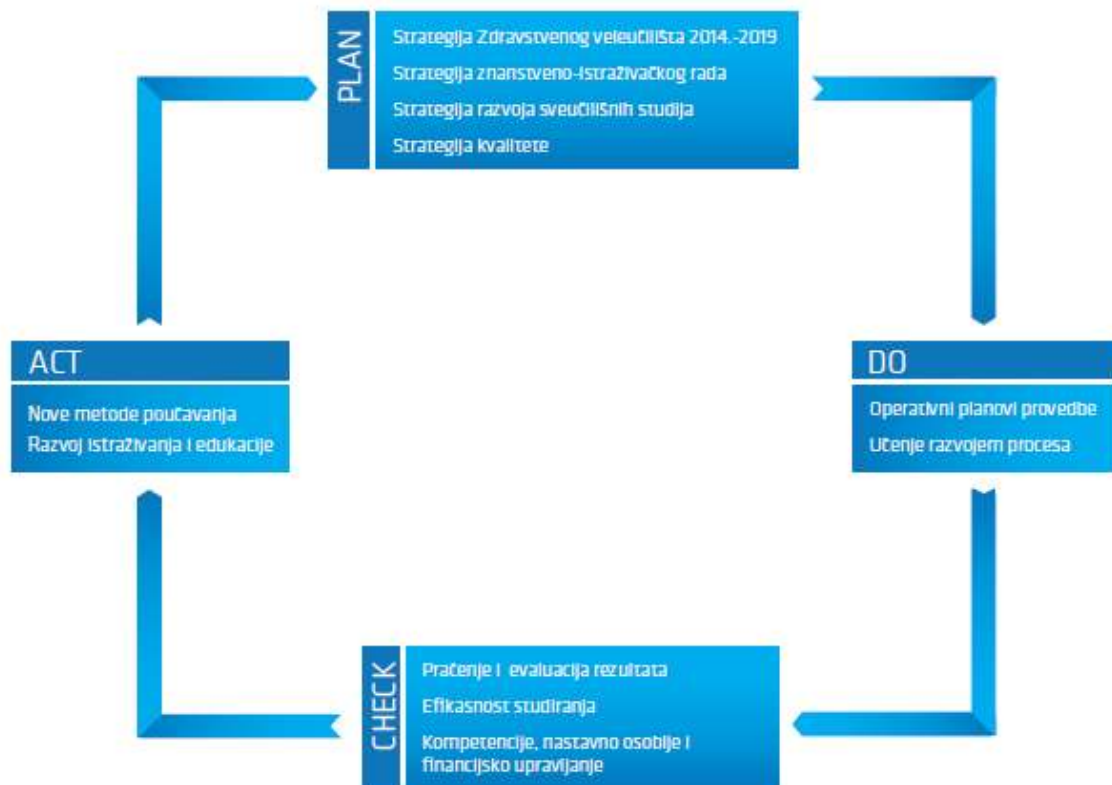 PLAN
Strategija Zdravstvenog veleučilišta 2014.-2019
Strategija znanstveno-istraživačkog rada
Strategija razvoja sveučilišnih studija
Strategija kvalitete
ACT
Nove metode poučavanja
Razvoj istraživanja i edukacije
DO
Operativni planovi provedbe
Učenje razvojem procesa
CHECK
Praćenje i evaluacija rezultata
Efikasnost studiranja
Kompetencije, nastavno osoblje i
financijsko upravljanje